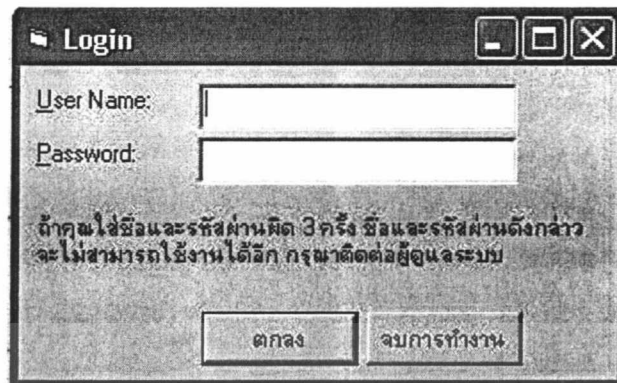 Login
User Name:
Password:
ถ้าคุณใส่ชื่อและรหัสผ่านผิด 3 ครั้ง ชื่อและรหัสผ่านดังกล่าว
จะไม่สามารถใช้งานได้อีก กรุณาติดต่อผู้ดูแลระบบ
ตกลง จบการทำงาน